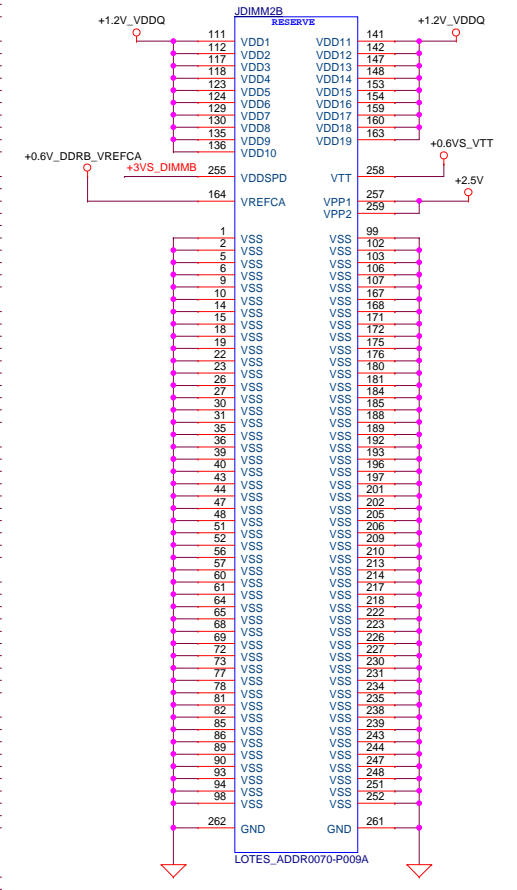 JDIMM2B
RESERVE
+1.2V_VDDQ +1.2V_VDDQ
111 VDD1 VDD11 141
112 VDD2 VDD12 142
117 VDD3 VDD13 147
118 VDD4 VDD14 148
123 VDD5 VDD15 153
124 VDD6 VDD16 154
129 VDD7 VDD17 159
130 VDD8 VDD18 160
135 VDD9 VDD19 163
136 VDD10
+0.6V_DDRB_VREFCA +0.6VS_VTT
+3VS_DIMMB 255 VDDSPD VTT 258
+2.5V
164 VREFCA VPP1 257
VPP2 259
1 VSS VSS 99
2 VSS VSS 102
5 VSS VSS 103
6 VSS VSS 106
9 VSS VSS 107
10 VSS VSS 167
14 VSS VSS 168
15 VSS VSS 171
18 VSS VSS 172
19 VSS VSS 175
22 VSS VSS 176
23 VSS VSS 180
26 VSS VSS 181
27 VSS VSS 184
30 VSS VSS 185
31 VSS VSS 188
35 VSS VSS 189
36 VSS VSS 192
39 VSS VSS 193
40 VSS VSS 196
43 VSS VSS 197
44 VSS VSS 201
47 VSS VSS 202
48 VSS VSS 205
51 VSS VSS 206
52 VSS VSS 209
56 VSS VSS 210
57 VSS VSS 213
60 VSS VSS 214
61 VSS VSS 217
64 VSS VSS 218
65 VSS VSS 222
68 VSS VSS 223
69 VSS VSS 226
72 VSS VSS 227
73 VSS VSS 230
77 VSS VSS 231
78 VSS VSS 234
81 VSS VSS 235
82 VSS VSS 238
85 VSS VSS 239
86 VSS VSS 243
89 VSS VSS 244
90 VSS VSS 247
93 VSS VSS 248
94 VSS VSS 251
98 VSS VSS 252
262 GND GND 261
LOTES_ADDR0070-P009A